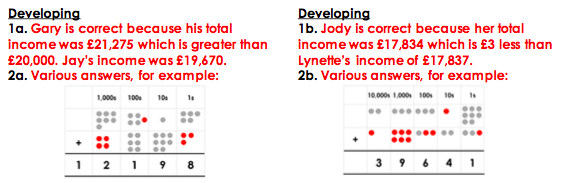 Developing
1a. Gary is correct because his total
income was £21,275 which is greater than
£20,000. Jay's income was £19,670.
2a. Various answers, for example:
1,000s 100s 10s 1s
+
1 2 1 9 8
Developing
1b. Jody is correct because her total
income was £17,834 which is £3 less than
Lynette's income of £17,837.
2b. Various answers, for example:
10,000s 1,000s 100s 10s 1s
+
3 9 6 4 1